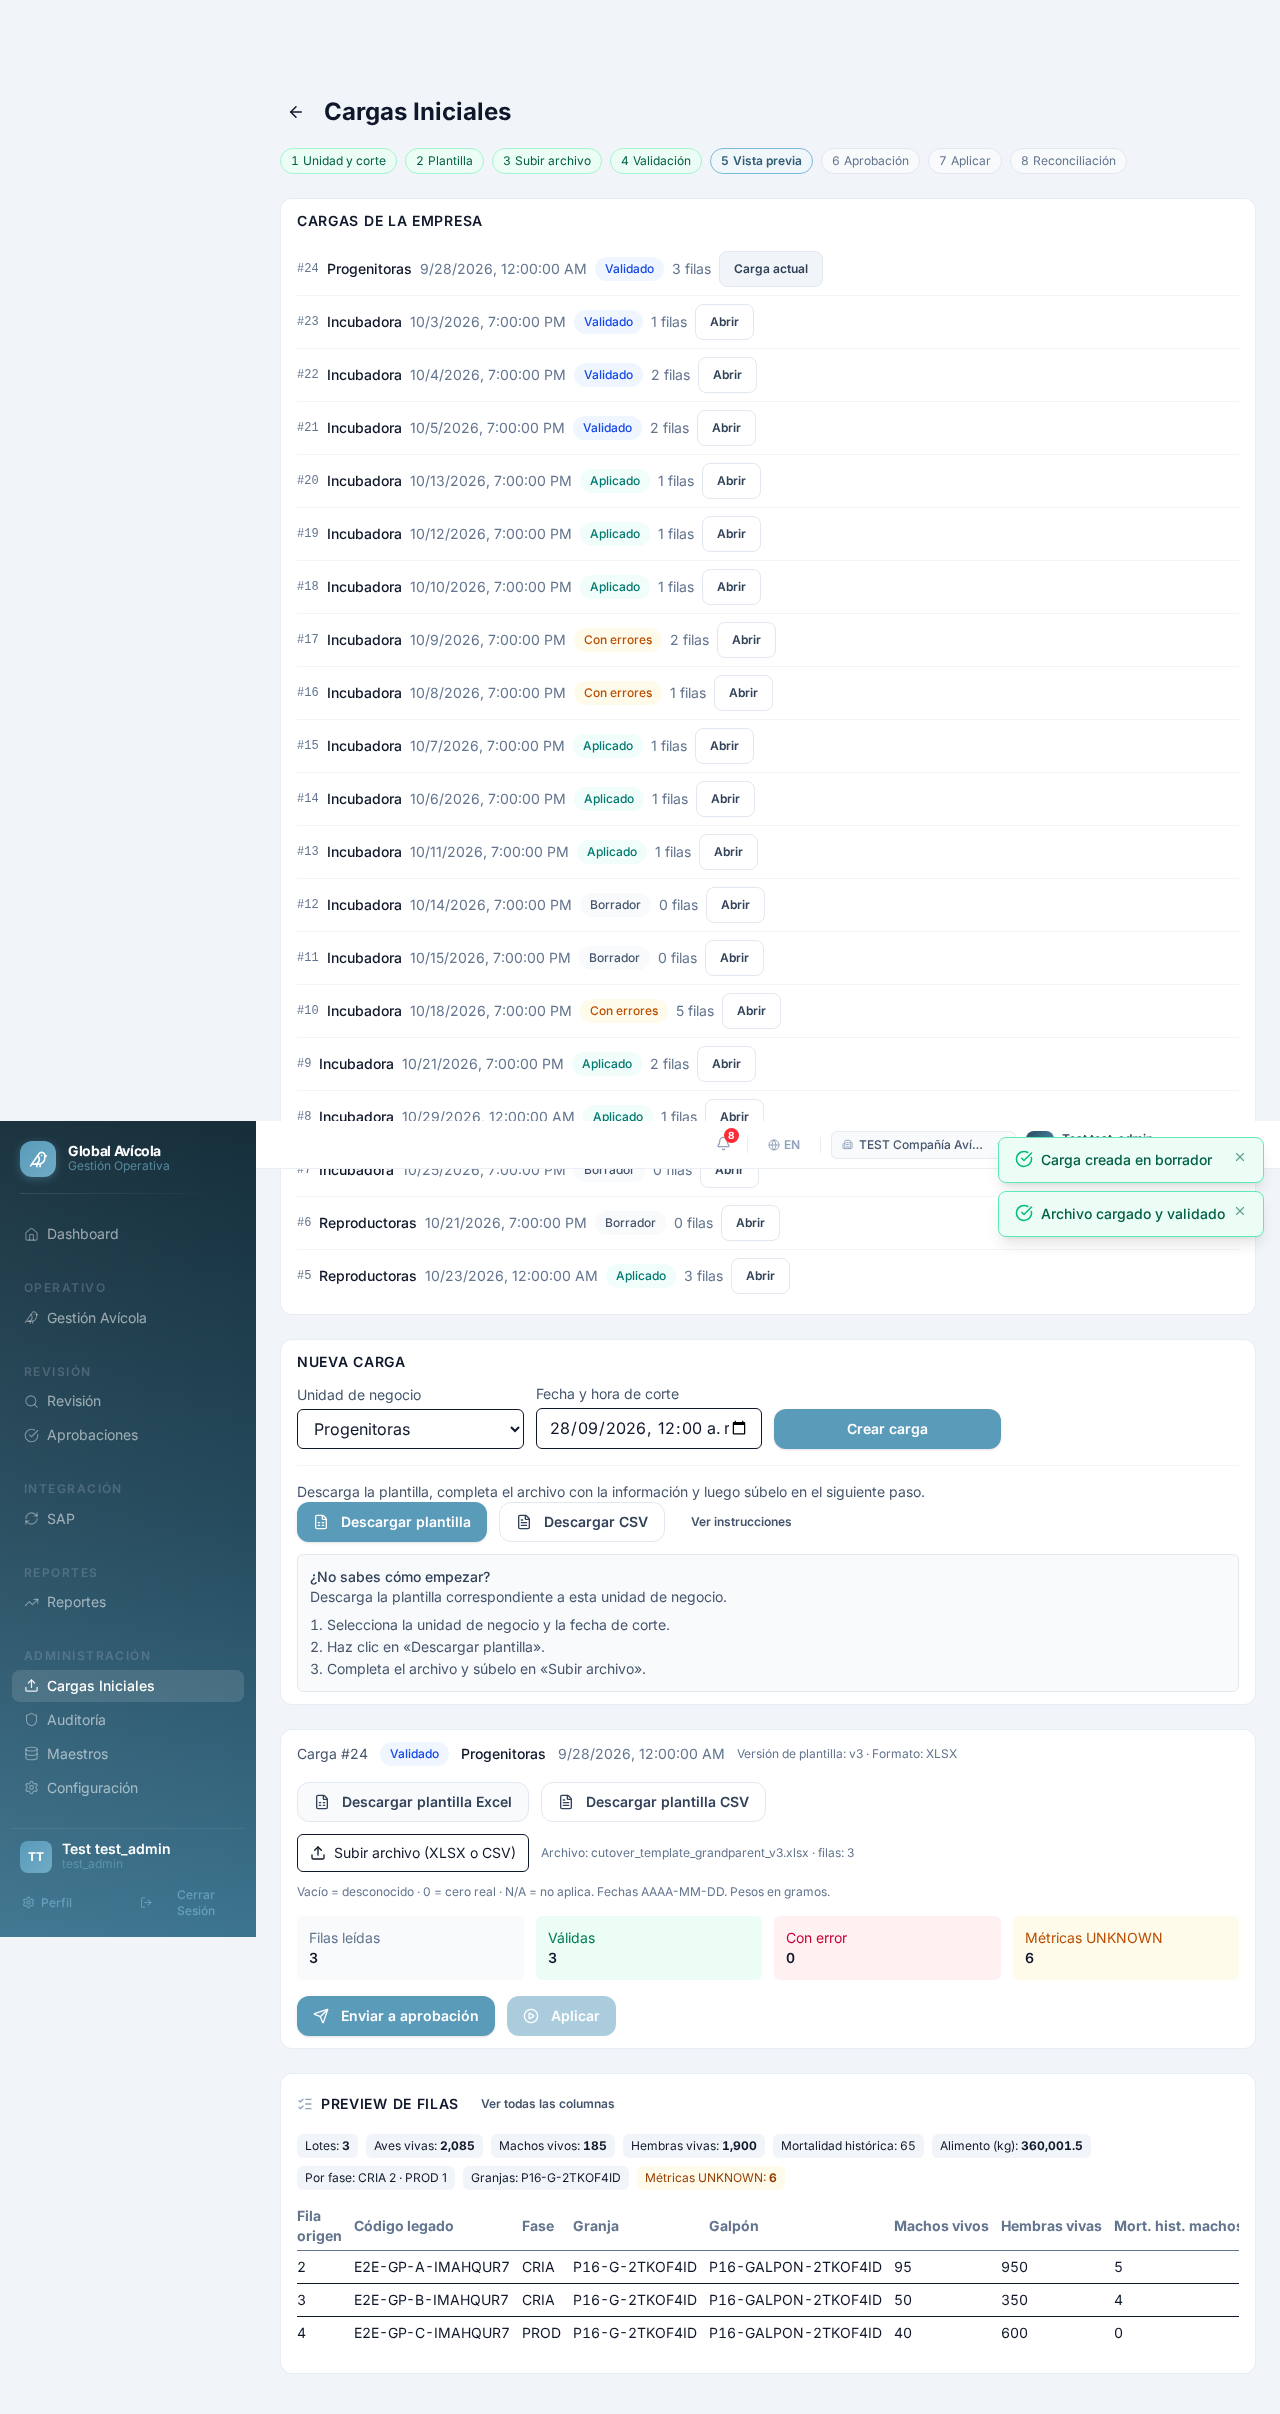 Cargas Iniciales
1 Unidad y corte
2 Plantilla
3 Subir archivo
4 Validación
5 Vista previa
6 Aprobación
7 Aplicar
8 Reconciliación
CARGAS DE LA EMPRESA
#24 Progenitoras 9/28/2026, 12:00:00 AM Validado 3 filas Carga actual
#23 Incubadora 10/3/2026, 7:00:00 PM Validado 1 filas Abrir
#22 Incubadora 10/4/2026, 7:00:00 PM Validado 2 filas Abrir
#21 Incubadora 10/5/2026, 7:00:00 PM Validado 2 filas Abrir
#20 Incubadora 10/13/2026, 7:00:00 PM Aplicado 1 filas Abrir
#19 Incubadora 10/12/2026, 7:00:00 PM Aplicado 1 filas Abrir
#18 Incubadora 10/10/2026, 7:00:00 PM Aplicado 1 filas Abrir
#17 Incubadora 10/9/2026, 7:00:00 PM Con errores 2 filas Abrir
#16 Incubadora 10/8/2026, 7:00:00 PM Con errores 1 filas Abrir
#15 Incubadora 10/7/2026, 7:00:00 PM Aplicado 1 filas Abrir
#14 Incubadora 10/6/2026, 7:00:00 PM Aplicado 1 filas Abrir
#13 Incubadora 10/11/2026, 7:00:00 PM Aplicado 1 filas Abrir
#12 Incubadora 10/14/2026, 7:00:00 PM Borrador 0 filas Abrir
#11 Incubadora 10/15/2026, 7:00:00 PM Borrador 0 filas Abrir
#10 Incubadora 10/18/2026, 7:00:00 PM Con errores 5 filas Abrir
#9 Incubadora 10/21/2026, 7:00:00 PM Aplicado 2 filas Abrir
#8 Incubadora 10/29/2026, 12:00:00 AM Aplicado 1 filas Abrir
8
EN
TEST Compañía Aví...
Test test_admin
Carga creada en borrador
Archivo cargado y validado
#7 Incubadora 10/25/2026, 7:00:00 PM Borrador 0 filas Abrir
#6 Reproductoras 10/21/2026, 7:00:00 PM Borrador 0 filas Abrir
#5 Reproductoras 10/23/2026, 12:00:00 AM Aplicado 3 filas Abrir
Global Avícola
Gestión Operativa
Dashboard
OPERATIVO
Gestión Avícola
REVISIÓN
Revisión
Aprobaciones
INTEGRACIÓN
SAP
REPORTES
Reportes
ADMINISTRACIÓN
Cargas Iniciales
Auditoría
Maestros
Configuración
TT
Test test_admin
test_admin
Perfil
Cerrar
Sesión
NUEVA CARGA
Unidad de negocio
Progenitoras
Fecha y hora de corte
28/09/2026, 12:00 a. r
Crear carga
Descarga la plantilla, completa el archivo con la información y luego súbelo en el siguiente paso.
Descargar plantilla
Descargar CSV
Ver instrucciones
¿No sabes cómo empezar?
Descarga la plantilla correspondiente a esta unidad de negocio.
1. Selecciona la unidad de negocio y la fecha de corte.
2. Haz clic en «Descargar plantilla».
3. Completa el archivo y súbelo en «Subir archivo».
Carga #24 Validado Progenitoras 9/28/2026, 12:00:00 AM Versión de plantilla: v3 · Formato: XLSX
Descargar plantilla Excel
Descargar plantilla CSV
Subir archivo (XLSX o CSV)
Archivo: cutover_template_grandparent_v3.xlsx · filas: 3
Vacío = desconocido · 0 = cero real · N/A = no aplica. Fechas AAAA-MM-DD. Pesos en gramos.
Filas leídas
3
Válidas
3
Con error
0
Métricas UNKNOWN
6
Enviar a aprobación
Aplicar
PREVIEW DE FILAS
Ver todas las columnas
Lotes: 3
Aves vivas: 2,085
Machos vivos: 185
Hembras vivas: 1,900
Mortalidad histórica: 65
Alimento (kg): 360,001.5
Por fase: CRIA 2 · PROD 1
Granjas: P16-G-2TKOF4ID
Métricas UNKNOWN: 6
Fila origen Código legado Fase Granja Galpón Machos vivos Hembras vivas Mort. hist. machos
2 E2E-GP-A-IMAHQUR7 CRIA P16-G-2TKOF4ID P16-GALPON-2TKOF4ID 95 950 5
3 E2E-GP-B-IMAHQUR7 CRIA P16-G-2TKOF4ID P16-GALPON-2TKOF4ID 50 350 4
4 E2E-GP-C-IMAHQUR7 PROD P16-G-2TKOF4ID P16-GALPON-2TKOF4ID 40 600 0